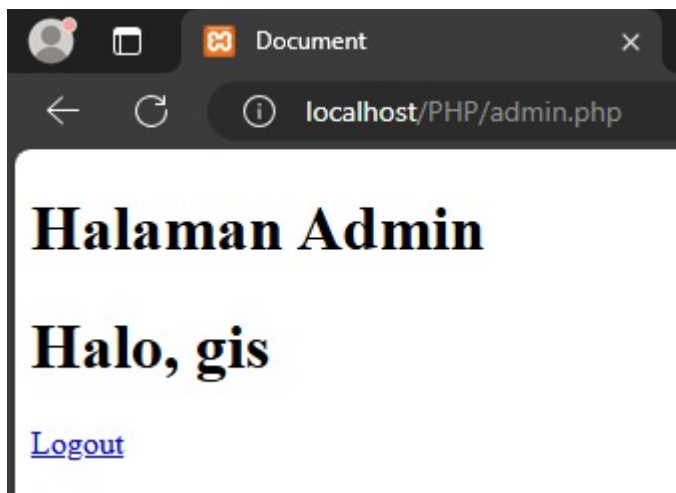 Document
localhost/PHP/admin.php
Halaman Admin
Halo, gis
Logout